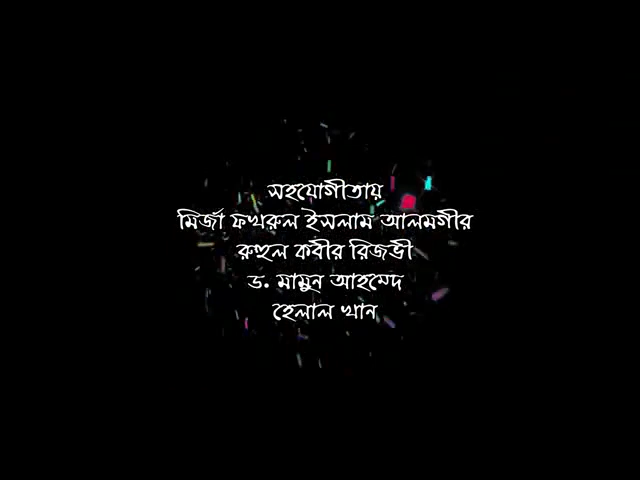 সহযোগীতায়
মির্জা ফখরুল ইসলাম আলমগীর
রুহুল কবীর রিজভী
ড. মামুন আহম্মেদ
হেলাল খান